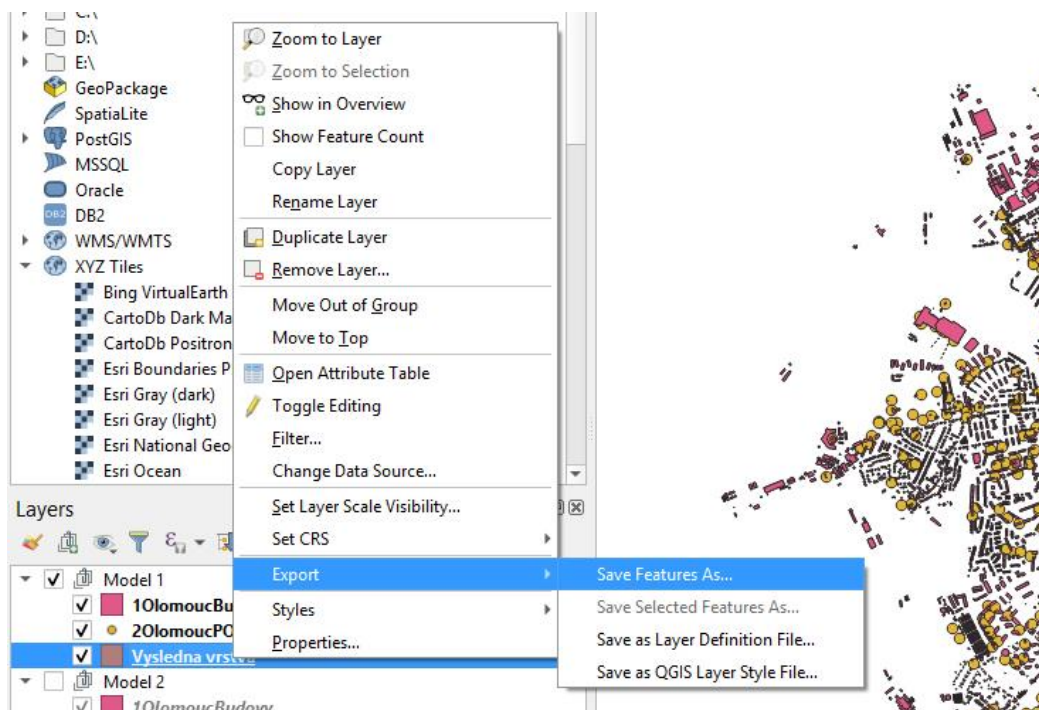 C:\
D:\
E:\
GeoPackage
SpatiaLite
PostGIS
MSSQL
Oracle
DB2
DB2
WMS/WMTS
XYZ Tiles
Bing VirtualEarth
CartoDb Dark Ma
CartoDb Positron
Esri Boundaries P
Esri Gray (dark)
Esri Gray (light)
Esri National Geo
Esri Ocean
Layers
Model 1
1OlomoucBu
2OlomoucPO
Vysledna vrstva
Model 2
1OlomoucBudovy
Zoom to Layer
Zoom to Selection
Show in Overview
Show Feature Count
Copy Layer
Rename Layer
Duplicate Layer
Remove Layer...
Move Out of Group
Move to Top
Open Attribute Table
Toggle Editing
Filter...
Change Data Source...
Set Layer Scale Visibility...
Set CRS
Export
Styles
Properties...
Save Features As...
Save Selected Features As...
Save as Layer Definition File...
Save as QGIS Layer Style File...